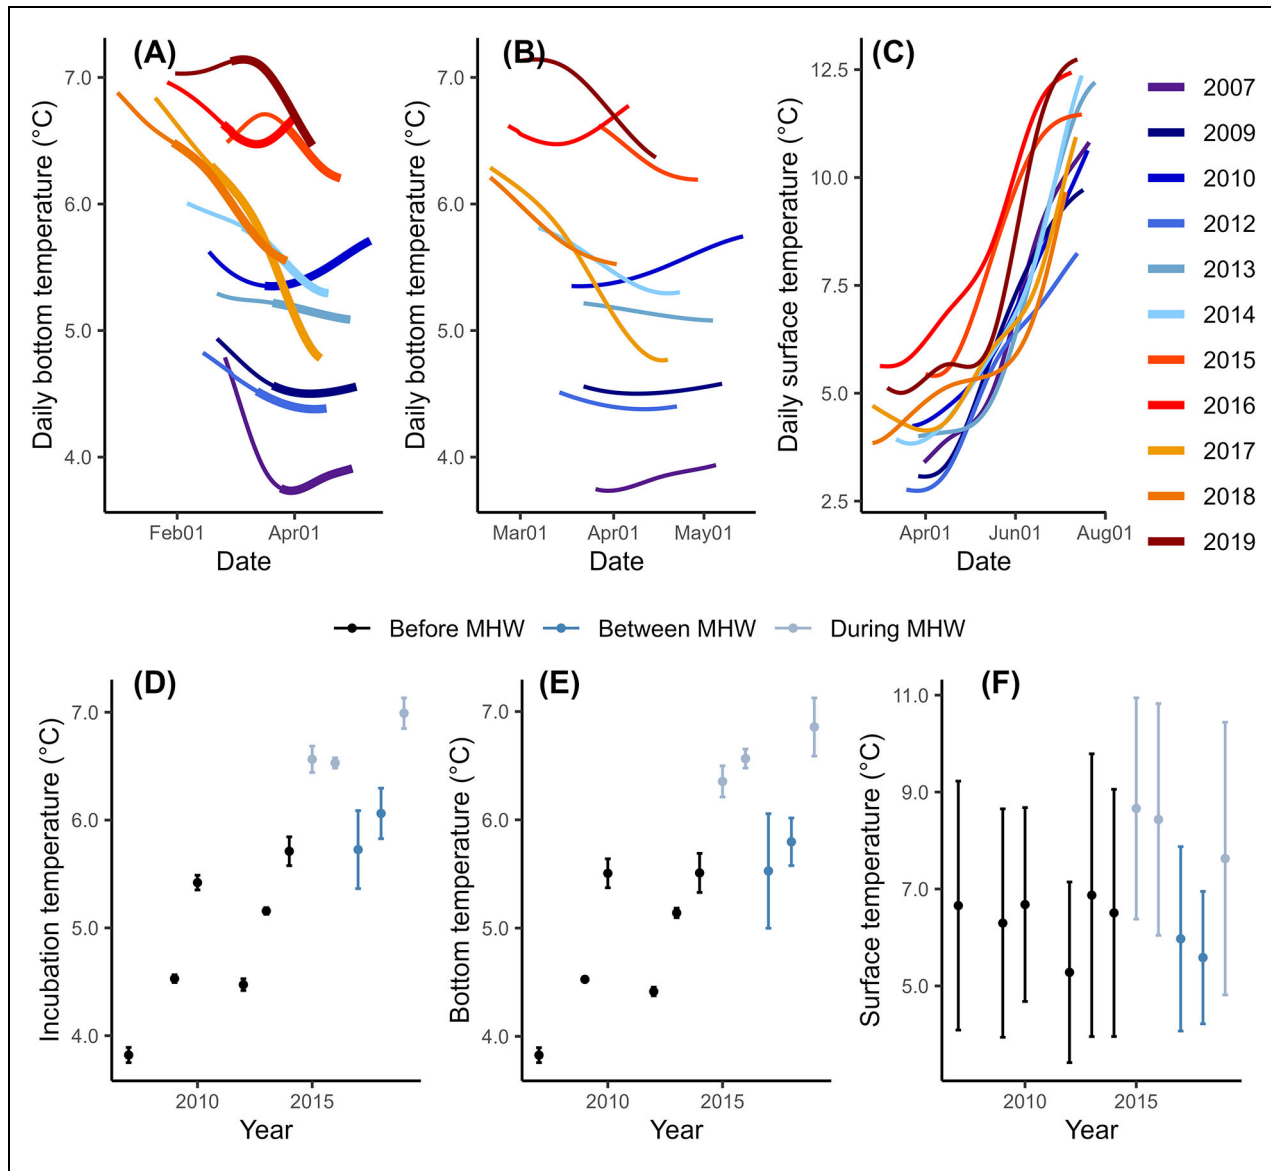 (A)
Daily bottom temperature (°C)
7.0
6.0
5.0
4.0
Feb01
Apr01
Date
(B)
Daily bottom temperature (°C)
7.0
6.0
5.0
4.0
Mar01
Apr01
May01
Date
(C)
Daily surface temperature (°C)
12.5
10.0
7.5
5.0
2.5
Apr01
Jun01
Aug01
Date
2007
2009
2010
2012
2013
2014
2015
2016
2017
2018
2019
Before MHW
Between MHW
During MHW
(D)
Incubation temperature (°C)
7.0
6.0
5.0
4.0
2010
2015
Year
(E)
Bottom temperature (°C)
7.0
6.0
5.0
4.0
2010
2015
Year
(F)
Surface temperature (°C)
11.0
9.0
7.0
5.0
2010
2015
Year